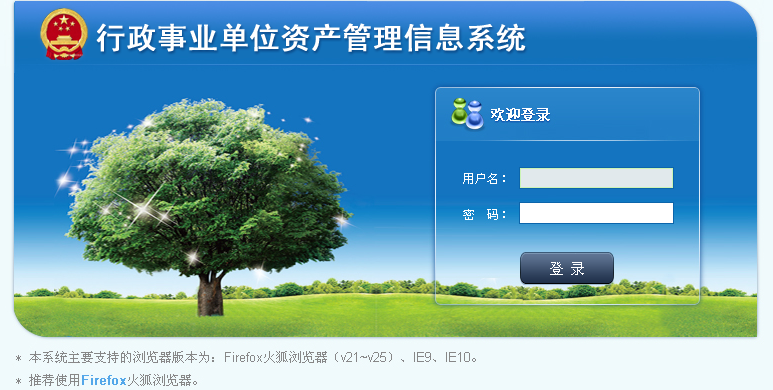 行政事业单位资产管理信息系统
欢迎登录
用户名：
密 码：
登 录
* 本系统主要支持的浏览器版本为：Firefox火狐浏览器（v21~v25）、IE9、IE10。
* 推荐使用Firefox火狐浏览器。